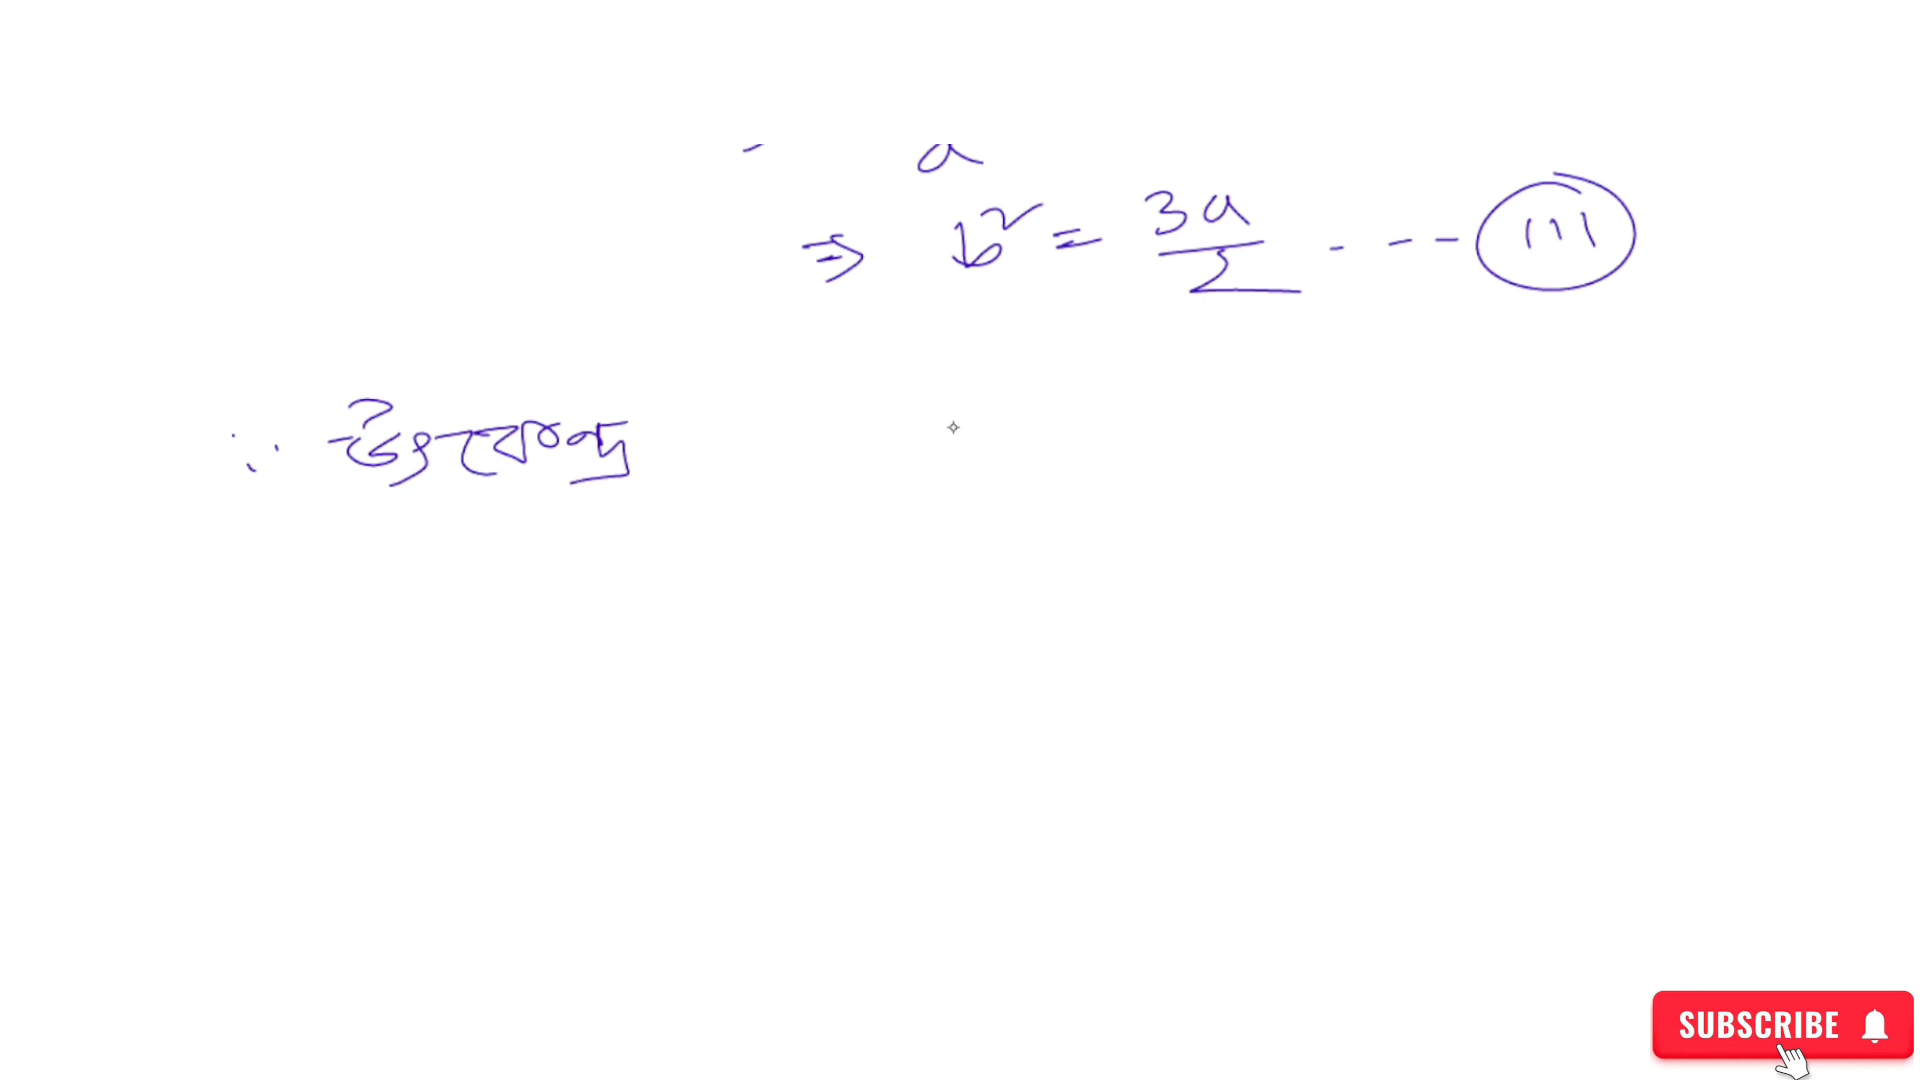 a
⇒ b² = 3a/2 - - - (iii)
∵ উৎকেন্দ্র
SUBSCRIBE